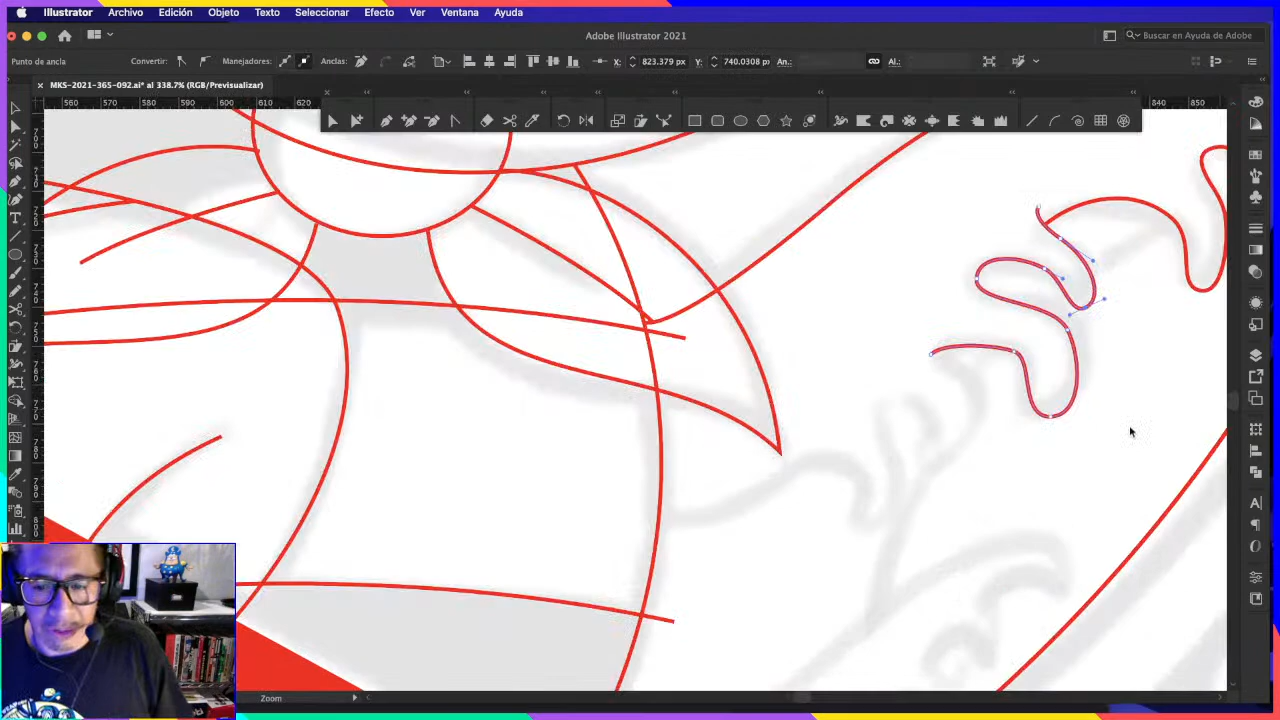 Illustrator Archivo Edición Objeto Texto Seleccionar Efecto Ver Ventana Ayuda
Adobe Illustrator 2021
Buscar en Ayuda de Adobe
Punto de ancla Convertir: Manejadores: Anclas: X: 823.379 px Y: 740.0308 px An.: Al.:
× MKS-2021-365-092.ai* al 338.7% (RGB/Previsualizar)
560 570 580 590 600 610 620 630 840 850
Zoom